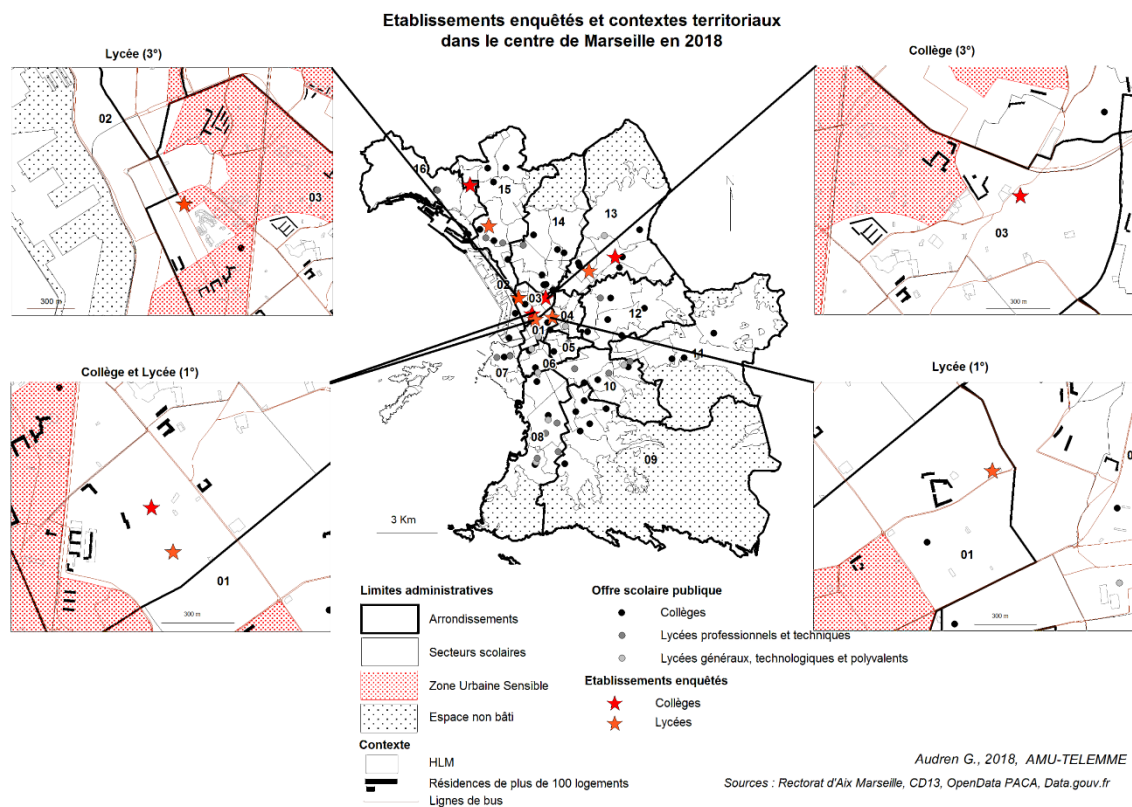 Etablissements enquêtés et contextes territoriaux
dans le centre de Marseille en 2018
Lycée (3°)
02
03
300 m
Collège (3°)
03
300 m
16
15
14
13
02
03
04
01
12
05
11
06
07
10
08
09
3 Km
Collège et Lycée (1°)
01
300 m
Lycée (1°)
01
300 m
Limites administratives
Arrondissements
Secteurs scolaires
Zone Urbaine Sensible
Espace non bâti
Contexte
HLM
Résidences de plus de 100 logements
Lignes de bus
Offre scolaire publique
Collèges
Lycées professionnels et techniques
Lycées généraux, technologiques et polyvalents
Etablissements enquêtés
Collèges
Lycées
Audren G., 2018, AMU-TELEMME
Sources : Rectorat d'Aix Marseille, CD13, OpenData PACA, Data.gouv.fr